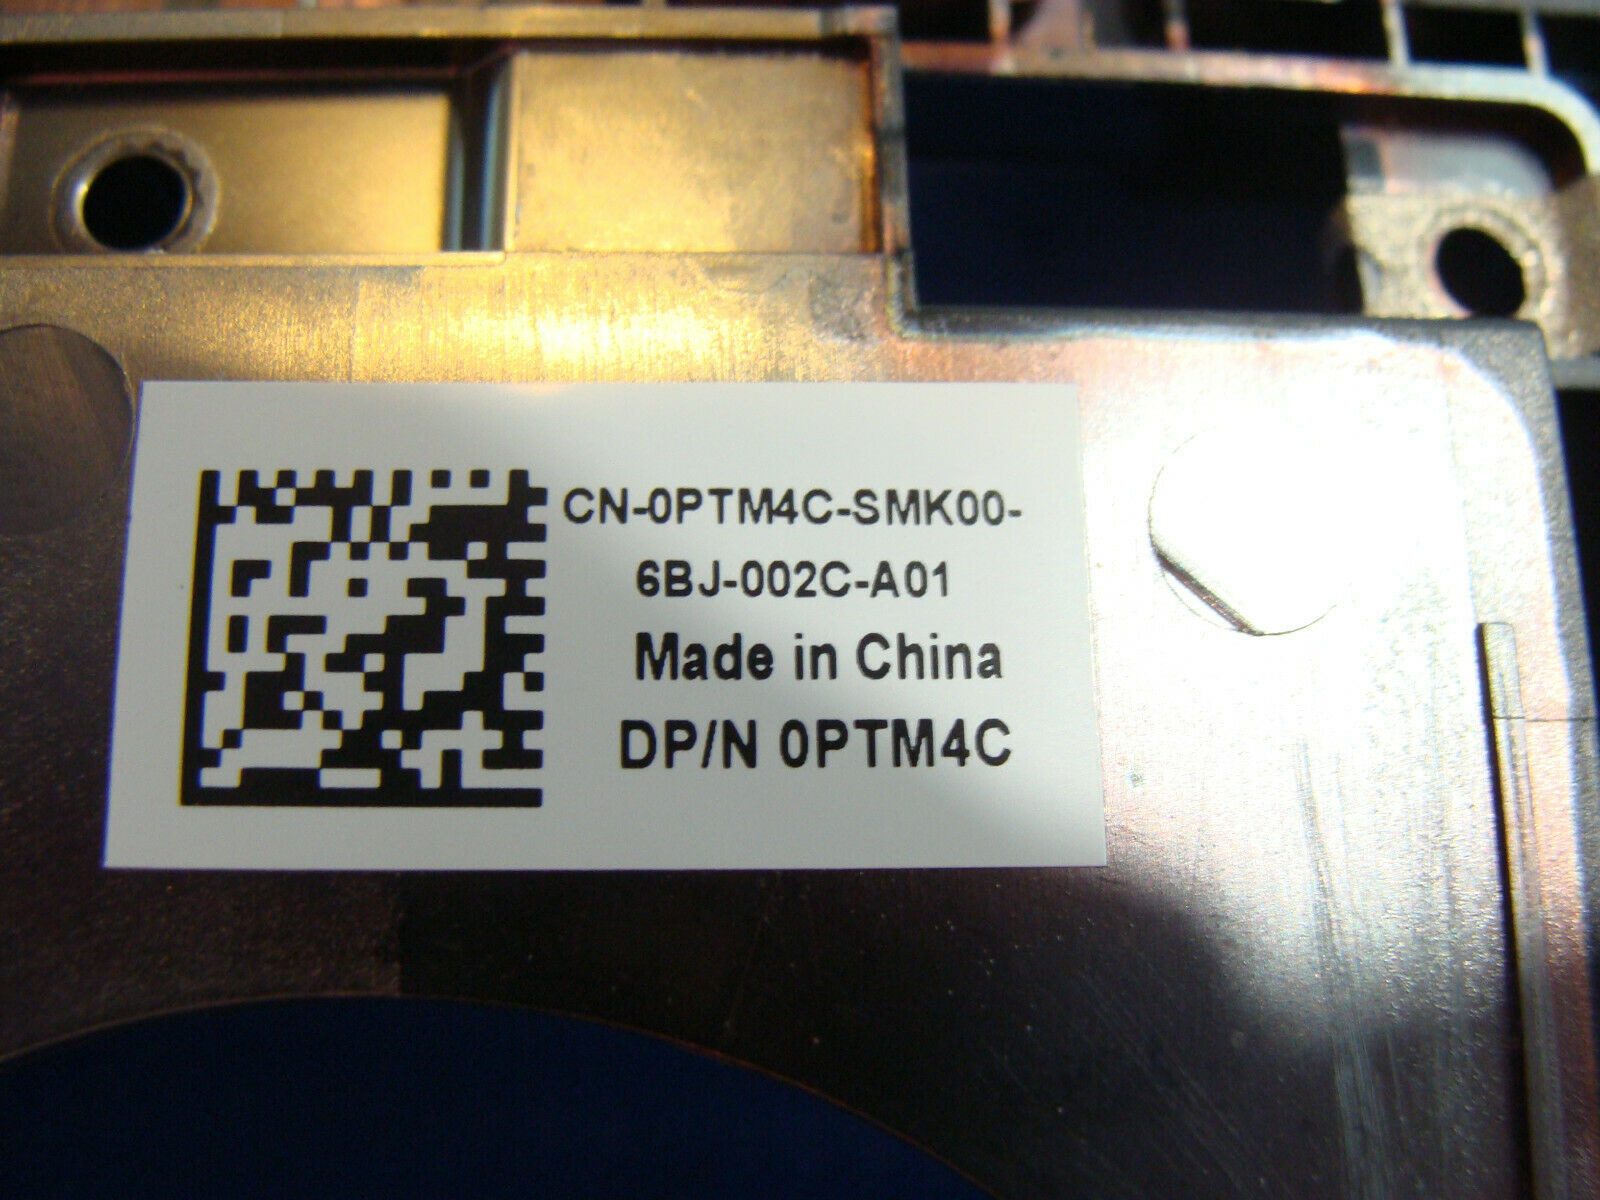 CN-0PTM4C-SMK00-
6BJ-002C-A01
Made in China
DP/N 0PTM4C